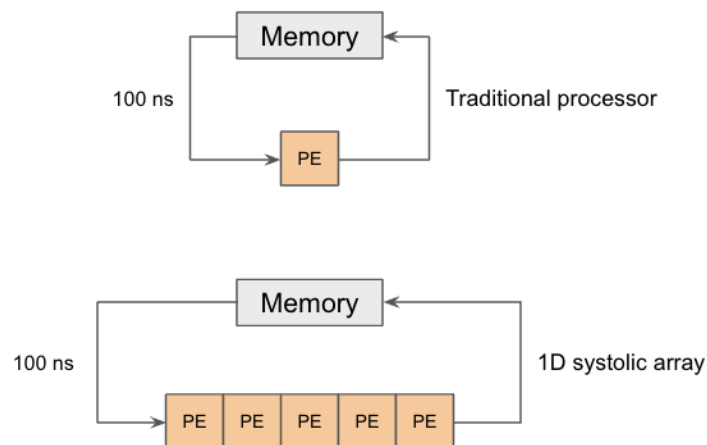 Memory
100 ns
Traditional processor
PE
Memory
100 ns
1D systolic array
PE PE PE PE PE